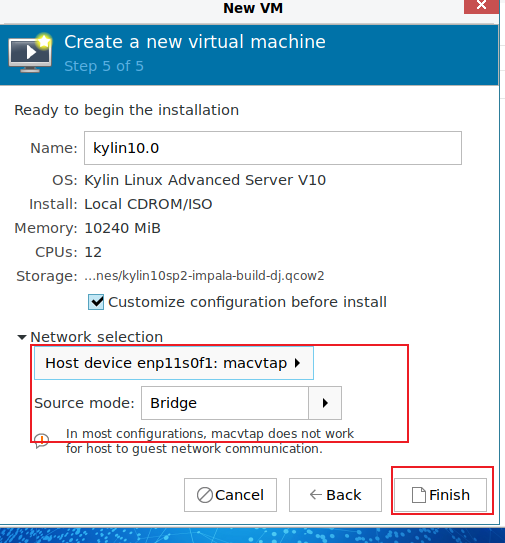 New VM
Create a new virtual machine
Step 5 of 5
Ready to begin the installation
Name: kylin10.0
OS: Kylin Linux Advanced Server V10
Install: Local CDROM/ISO
Memory: 10240 MiB
CPUs: 12
Storage: ...nes/kylin10sp2-impala-build-dj.qcow2
Customize configuration before install
Network selection
Host device enp11s0f1: macvtap
Source mode: Bridge
In most configurations, macvtap does not work
for host to guest network communication.
Cancel Back Finish